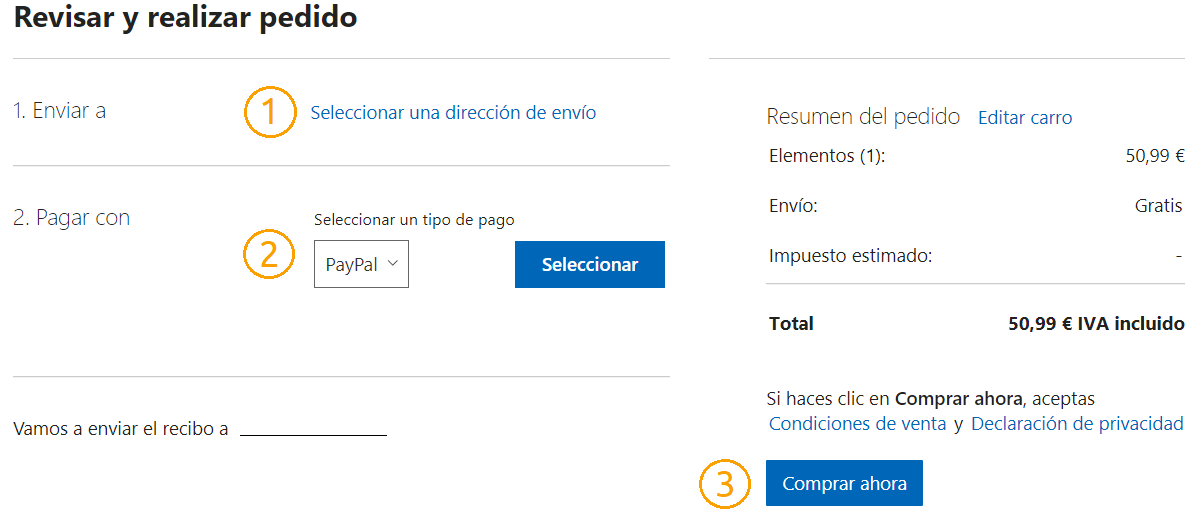 Revisar y realizar pedido
1. Enviar a
1
Seleccionar una dirección de envío
2. Pagar con
Seleccionar un tipo de pago
2
PayPal
Seleccionar
Vamos a enviar el recibo a
Resumen del pedido Editar carro
Elementos (1): 50,99 €
Envío: Gratis
Impuesto estimado: -
Total 50,99 € IVA incluido
Si haces clic en Comprar ahora, aceptas
Condiciones de venta y Declaración de privacidad
3
Comprar ahora